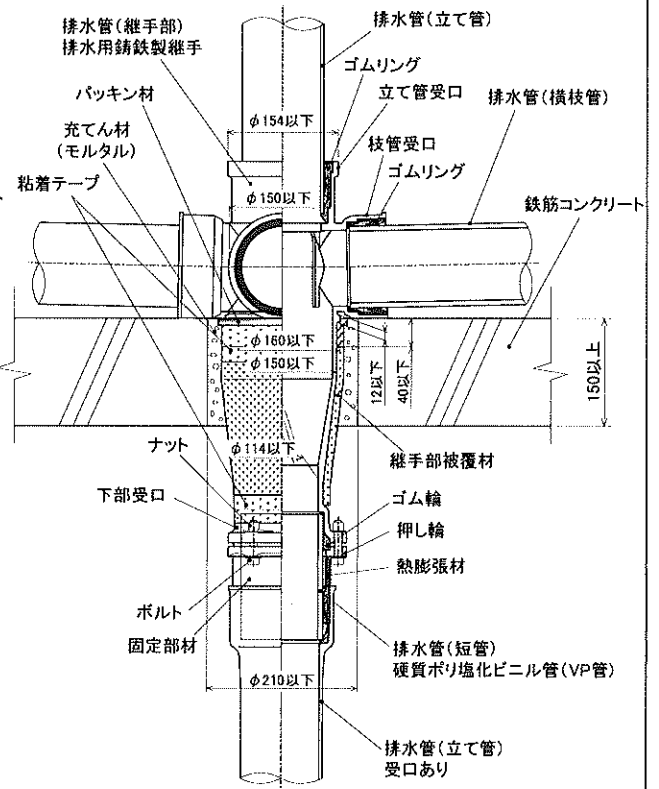 排水管(継手部)
排水用鋳鉄製継手
排水管(立て管)
ゴムリング
パッキン材
立て管受口
排水管(横枝管)
φ154以下
充てん材
(モルタル)
枝管受口
ゴムリング
粘着テープ
φ150以下
鉄筋コンクリート
φ160以下
φ150以下
12以下
40以下
150以上
ナット
φ114以下
継手部被覆材
下部受口
ゴム輪
押し輪
熱膨張材
ボルト
固定部材
排水管(短管)
硬質ポリ塩化ビニル管(VP管)
φ210以下
排水管(立て管)
受口あり